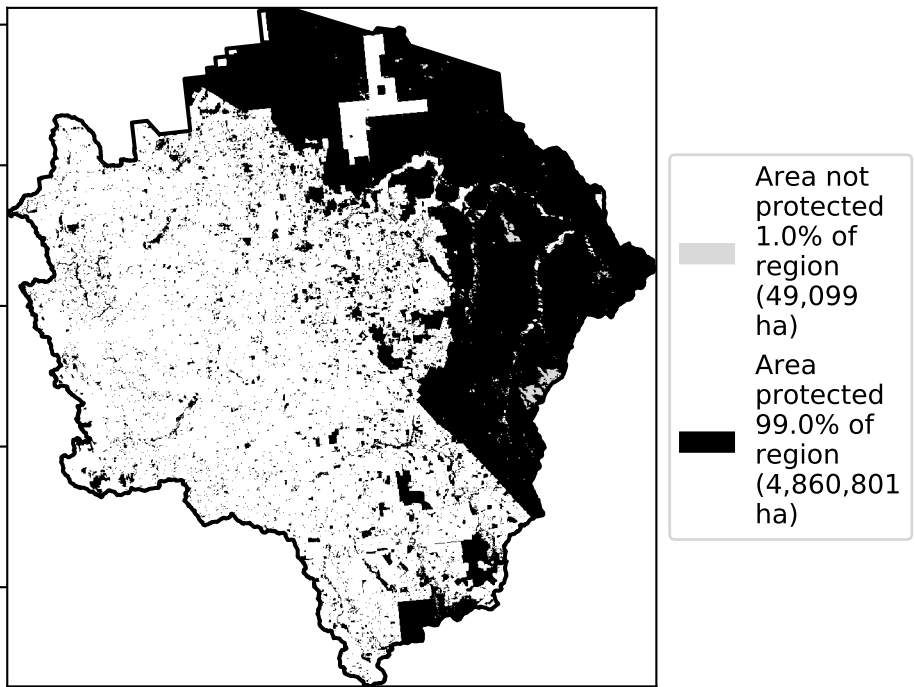 Area not
protected
1.0% of
region
(49,099
ha)
Area
protected
99.0% of
region
(4,860,801
ha)